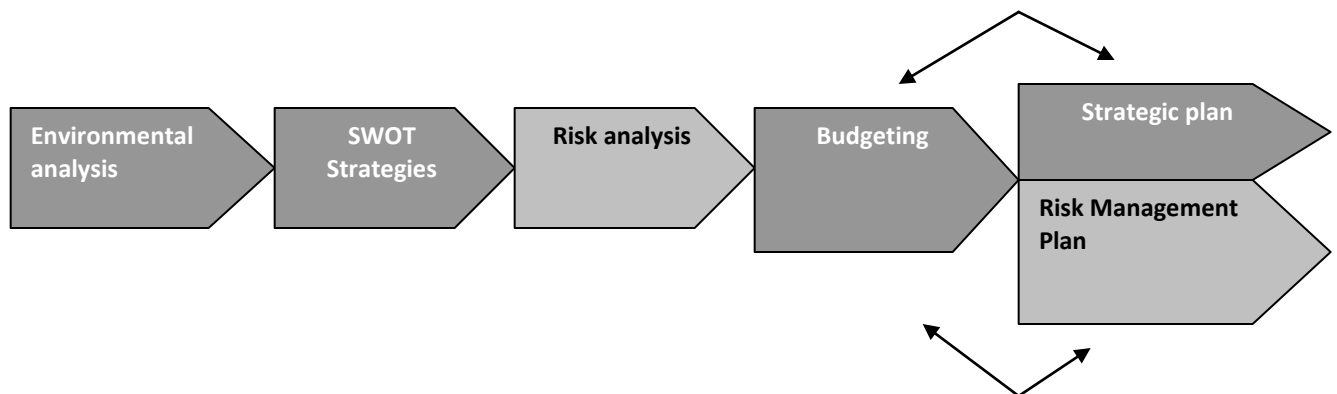 Environmental
analysis
SWOT
Strategies
Risk analysis
Budgeting
Strategic plan
Risk Management
Plan